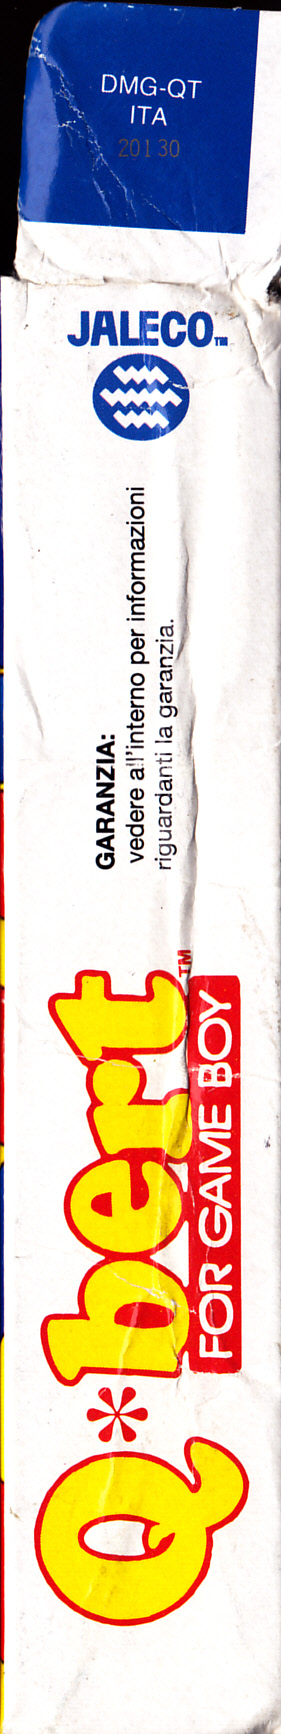 DMG-QT
ITA
20130
JALECO™
GARANZIA:
vedere all'interno per informazioni
riguardanti la garanzia.
Q*bert™
FOR GAME BOY